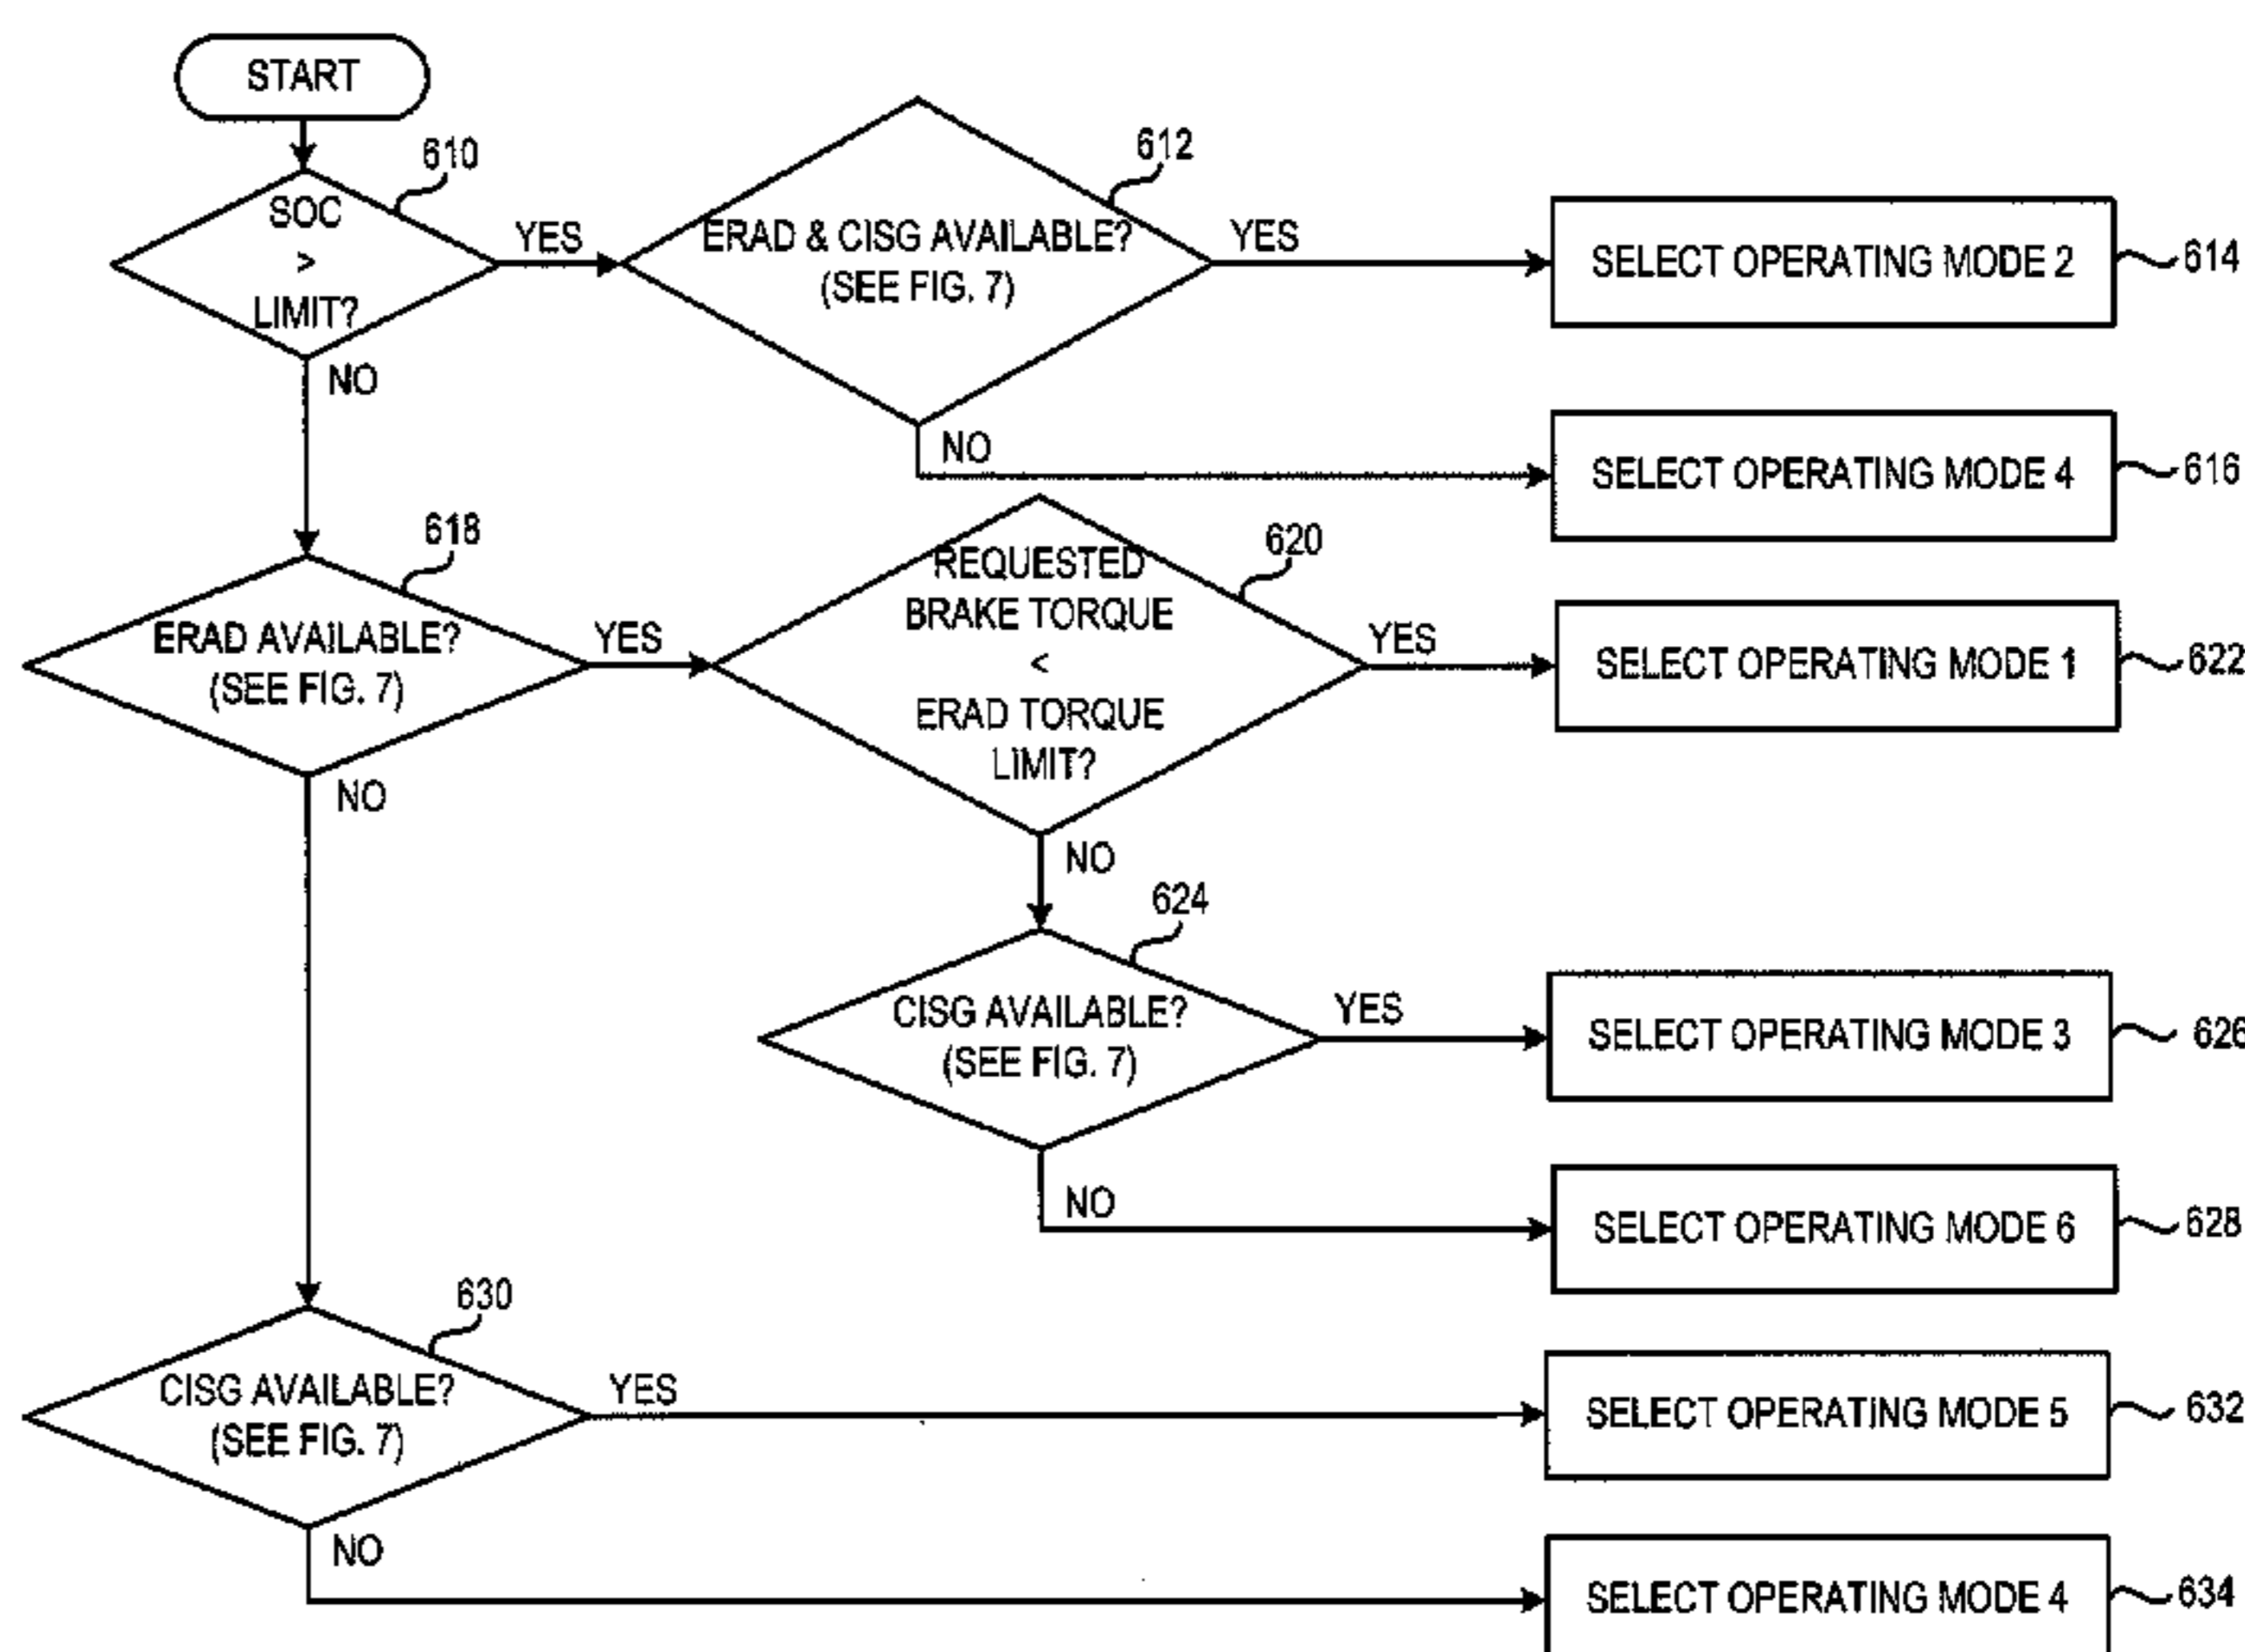 START
610
SOC
>
LIMIT?
YES
NO
612
ERAD & CISG AVAILABLE?
(SEE FIG. 7)
YES
NO
SELECT OPERATING MODE 2
614
SELECT OPERATING MODE 4
616
618
ERAD AVAILABLE?
(SEE FIG. 7)
YES
NO
620
REQUESTED
BRAKE TORQUE
<
ERAD TORQUE
LIMIT?
YES
NO
SELECT OPERATING MODE 1
622
624
CISG AVAILABLE?
(SEE FIG. 7)
YES
NO
SELECT OPERATING MODE 3
626
SELECT OPERATING MODE 6
628
630
CISG AVAILABLE?
(SEE FIG. 7)
YES
NO
SELECT OPERATING MODE 5
632
SELECT OPERATING MODE 4
634